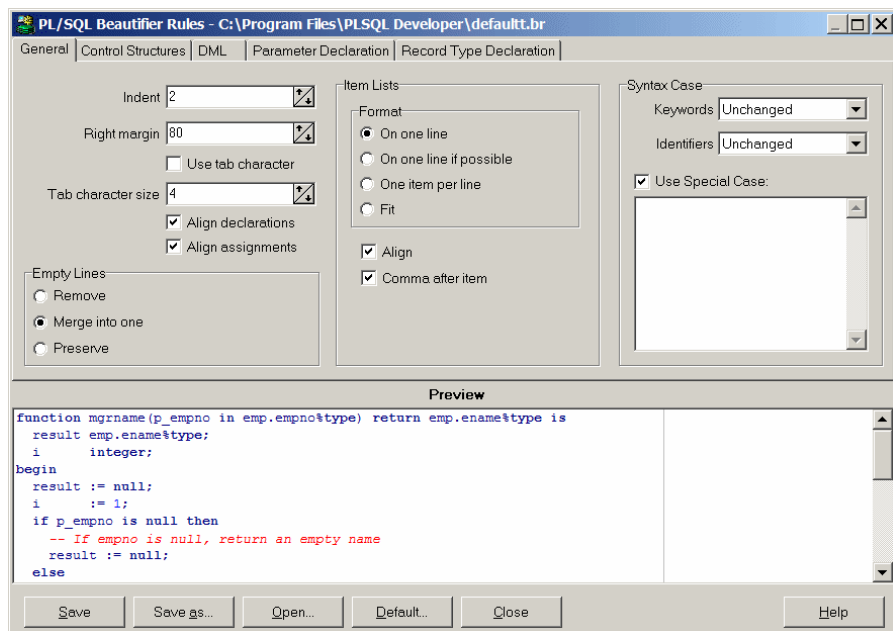 PL/SQL Beautifier Rules - C:\Program Files\PLSQL Developer\defaultt.br
General Control Structures DML Parameter Declaration Record Type Declaration
Indent 2
Right margin 80
Use tab character
Tab character size 4
Align declarations
Align assignments
Empty Lines
Remove
Merge into one
Preserve
Item Lists
Format
On one line
On one line if possible
One item per line
Fit
Align
Comma after item
Syntax Case
Keywords Unchanged
Identifiers Unchanged
Use Special Case:
Preview
function mgrname(p_empno in emp.empno%type) return emp.ename%type is
  result emp.ename%type;
  i      integer;
begin
  result := null;
  i      := 1;
  if p_empno is null then
    -- If empno is null, return an empty name
    result := null;
  else
Save Save as... Open... Default... Close Help